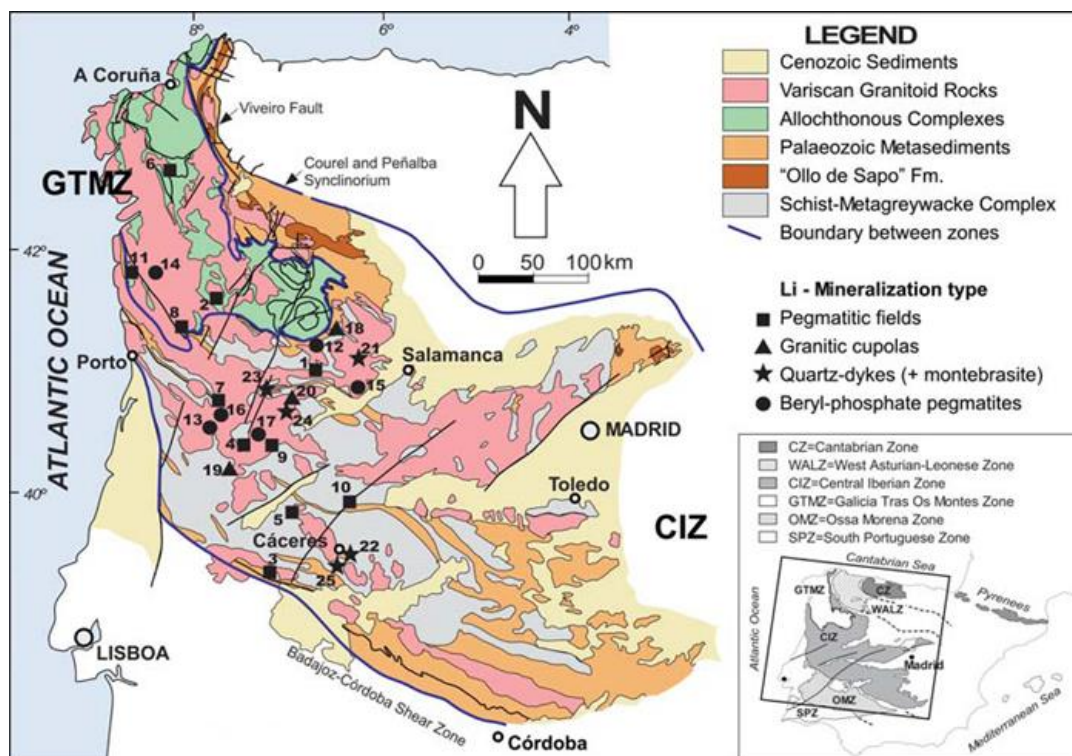 8°
6°
4°
A Coruña
Viveiro Fault
Courel and Peñalba
Synclinorium
N
6
GTMZ
42°
0 50 100 km
11
14
2
8
18
12
21
Salamanca
Porto
1
15
23
20
7
24
16
13
17
4
9
MADRID
19
ATLANTIC OCEAN
40°
10
Toledo
5
CIZ
Cáceres
22
3
25
LISBOA
Badajoz-Córdoba Shear Zone
Córdoba
LEGEND
Cenozoic Sediments
Variscan Granitoid Rocks
Allochthonous Complexes
Palaeozoic Metasediments
"Ollo de Sapo" Fm.
Schist-Metagreywacke Complex
Boundary between zones
Li - Mineralization type
Pegmatitic fields
Granitic cupolas
Quartz-dykes (+ montebrasite)
Beryl-phosphate pegmatites
CZ=Cantabrian Zone
WALZ=West Asturian-Leonese Zone
CIZ=Central Iberian Zone
GTMZ=Galicia Tras Os Montes Zone
OMZ=Ossa Morena Zone
SPZ=South Portuguese Zone
Cantabrian Sea
GTMZ
CZ
WALZ
Pyrenees
Atlantic Ocean
CIZ
Madrid
OMZ
SPZ
Mediterranean Sea